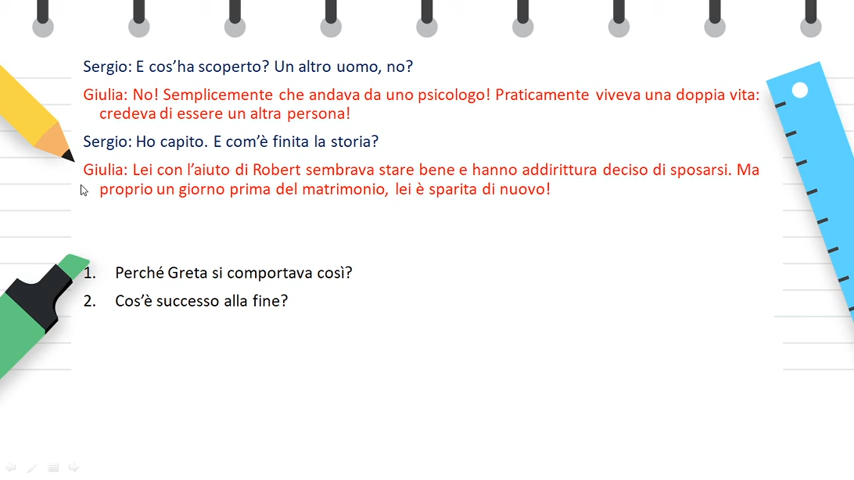 Sergio: E cos'ha scoperto? Un altro uomo, no?
Giulia: No! Semplicemente che andava da uno psicologo! Praticamente viveva una doppia vita:
credeva di essere un altra persona!
Sergio: Ho capito. E com'è finita la storia?
Giulia: Lei con l'aiuto di Robert sembrava stare bene e hanno addirittura deciso di sposarsi. Ma
proprio un giorno prima del matrimonio, lei è sparita di nuovo!
1. Perché Greta si comportava così?
2. Cos'è successo alla fine?